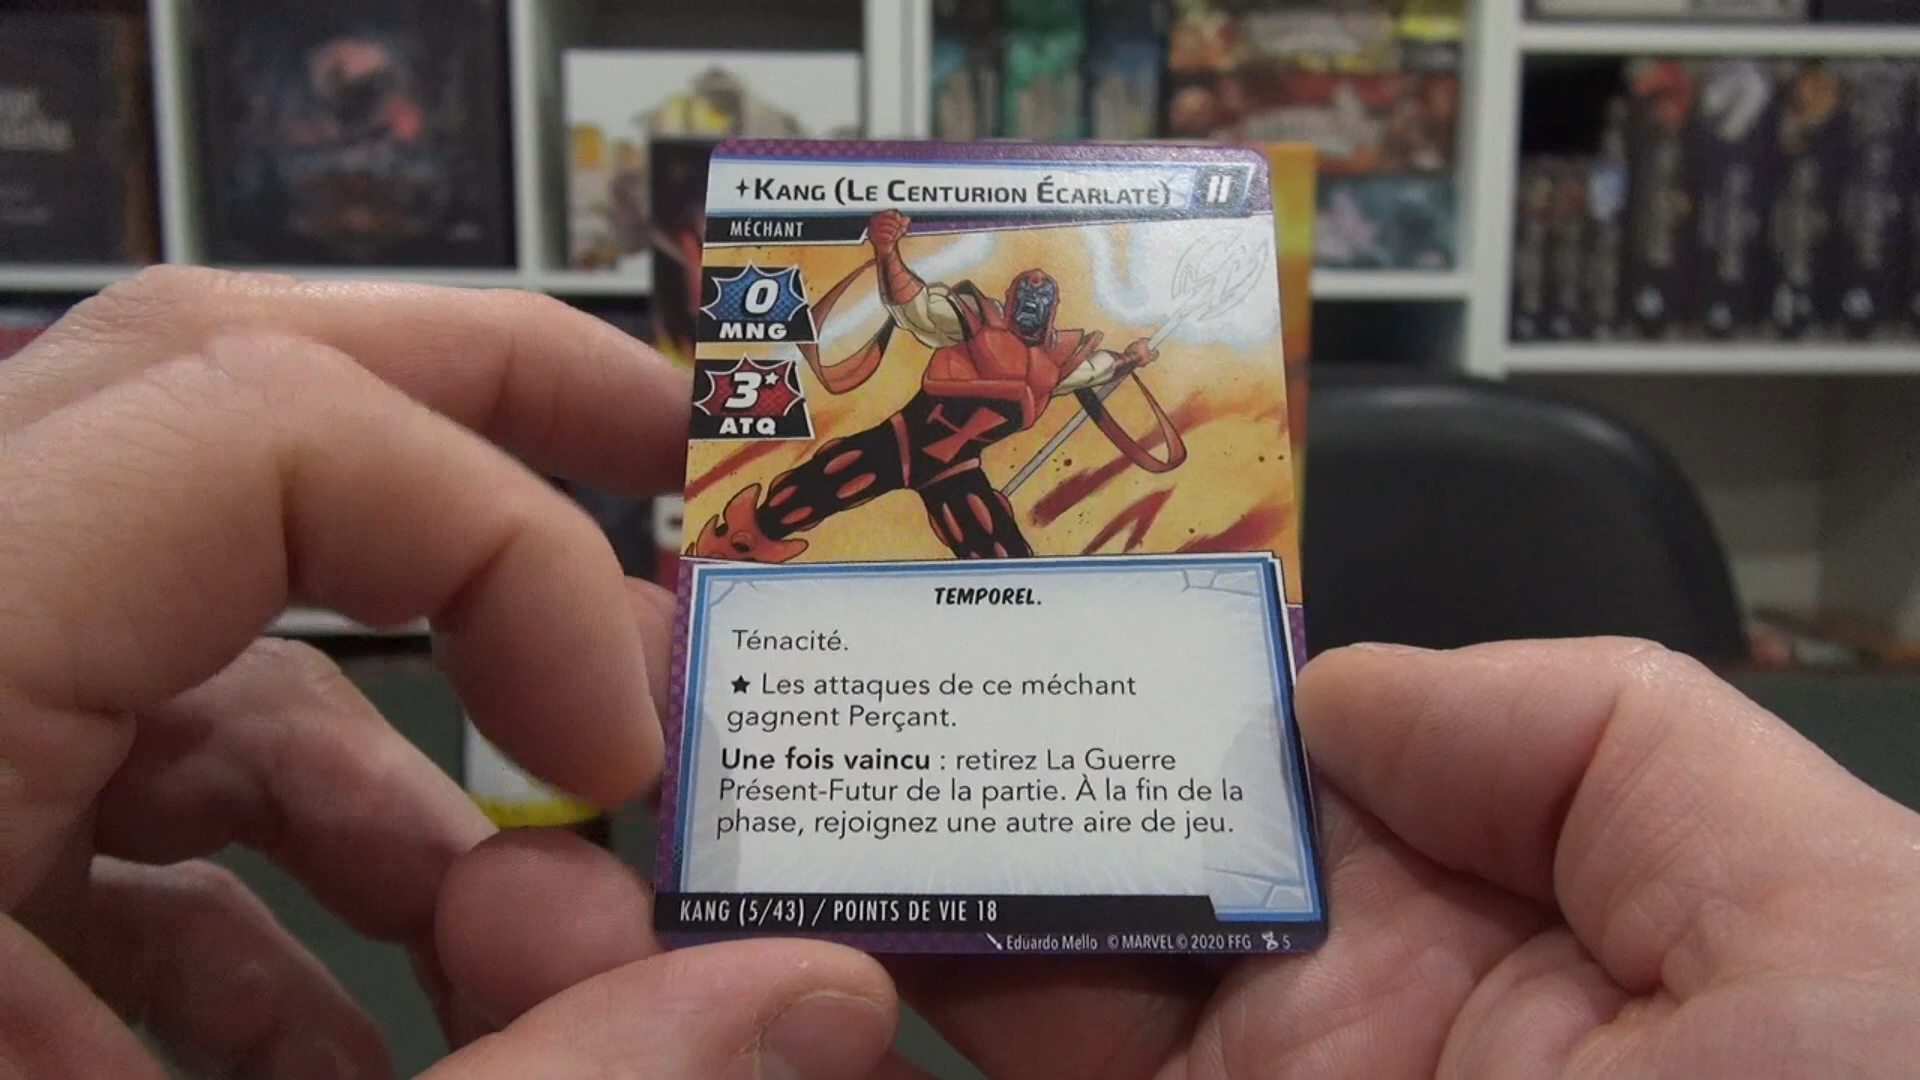 Kang (Le Centurion Écarlate) II
MÉCHANT
0
MNG
3
ATQ
TEMPOREL.
Ténacité.
★ Les attaques de ce méchant
gagnent Perçant.
Une fois vaincu : retirez La Guerre
Présent-Futur de la partie. À la fin de la
phase, rejoignez une autre aire de jeu.
KANG (5/43) / POINTS DE VIE 18
Eduardo Mello © MARVEL © 2020 FFG 5